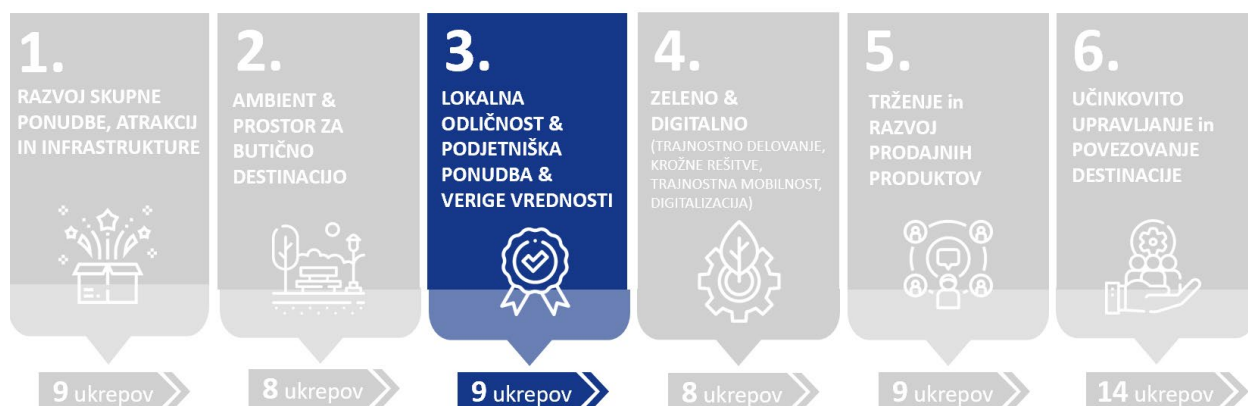 1.
RAZVOJ SKUPNE
PONUDBE, ATRAKCIJ
IN INFRASTRUKTURE
9 ukrepov
2.
AMBIENT &
PROSTOR ZA
BUTIČNO
DESTINACIJO
8 ukrepov
3.
LOKALNA
ODLIČNOST &
PODJETNIŠKA
PONUDBA &
VERIGE VREDNOSTI
9 ukrepov
4.
ZELENO &
DIGITALNO
(TRAJNOSTNO DELOVANJE,
KROŽNE REŠITVE,
TRAJNOSTNA MOBILNOST,
DIGITALIZACIJA)
8 ukrepov
5.
TRŽENJE in
RAZVOJ
PRODAJNIH
PRODUKTOV
9 ukrepov
6.
UČINKOVITO
UPRAVLJANJE in
POVEZOVANJE
DESTINACIJE
14 ukrepov